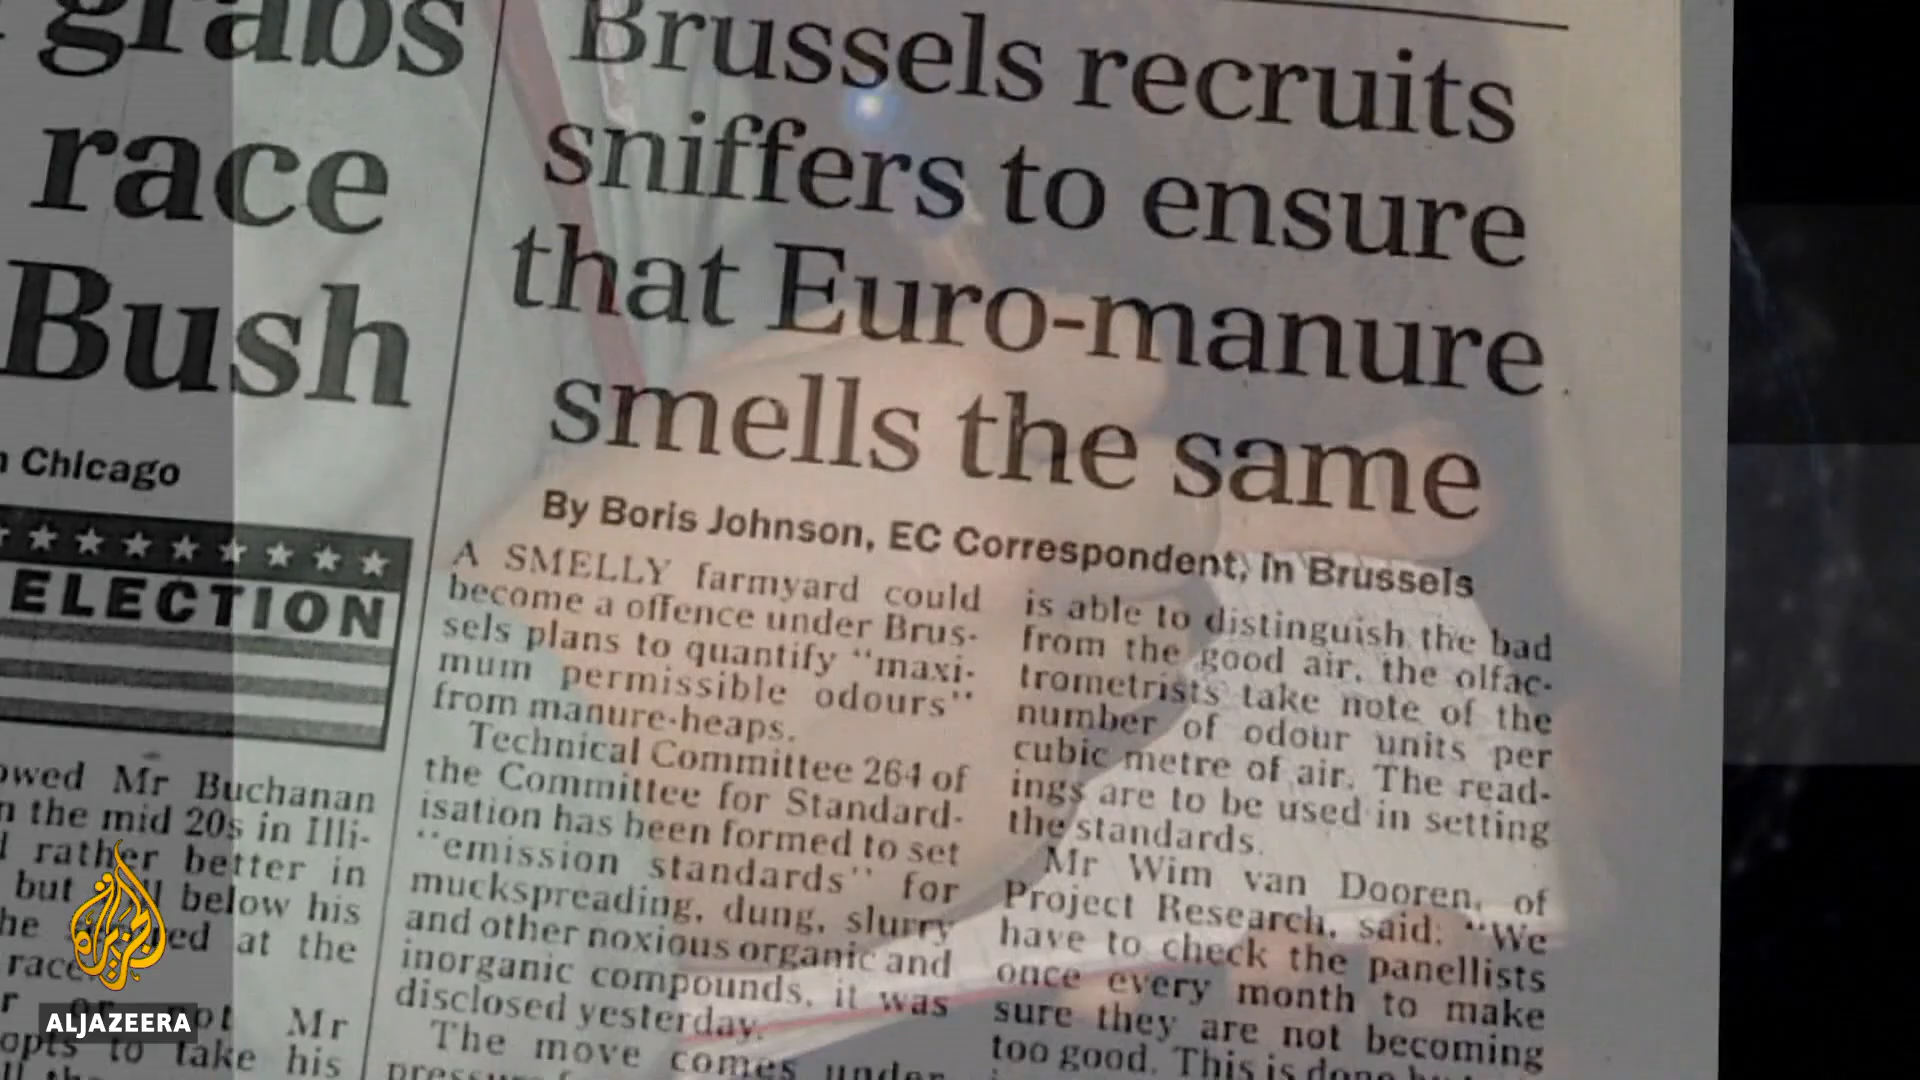 grabs
race
Bush
Chicago
ELECTION
owed Mr Buchanan
n the mid 20s in Illi-
rather better in
but below his
at the
race
Mr
opts to take his
Brussels recruits
sniffers to ensure
that Euro-manure
smells the same
By Boris Johnson, EC Correspondent, in Brussels
A SMELLY farmyard could
become a offence under Brus-
sels plans to quantify "maxi-
mum permissible odours"
from manure-heaps.
Technical Committee 264 of
the Committee for Standard-
isation has been formed to set
"emission standards" for
muckspreading, dung, slurry
and other noxious organic and
inorganic compounds, it was
disclosed yesterday.
The move comes under
is able to distinguish the bad
from the good air, the olfac-
trometrists take note of the
number of odour units per
cubic metre of air. The read-
ings are to be used in setting
the standards.
Mr Wim van Dooren, of
Project Research, said: "We
have to check the panellists
once every month to make
sure they are not becoming
too good. This is done
الجزيرة
ALJAZEERA